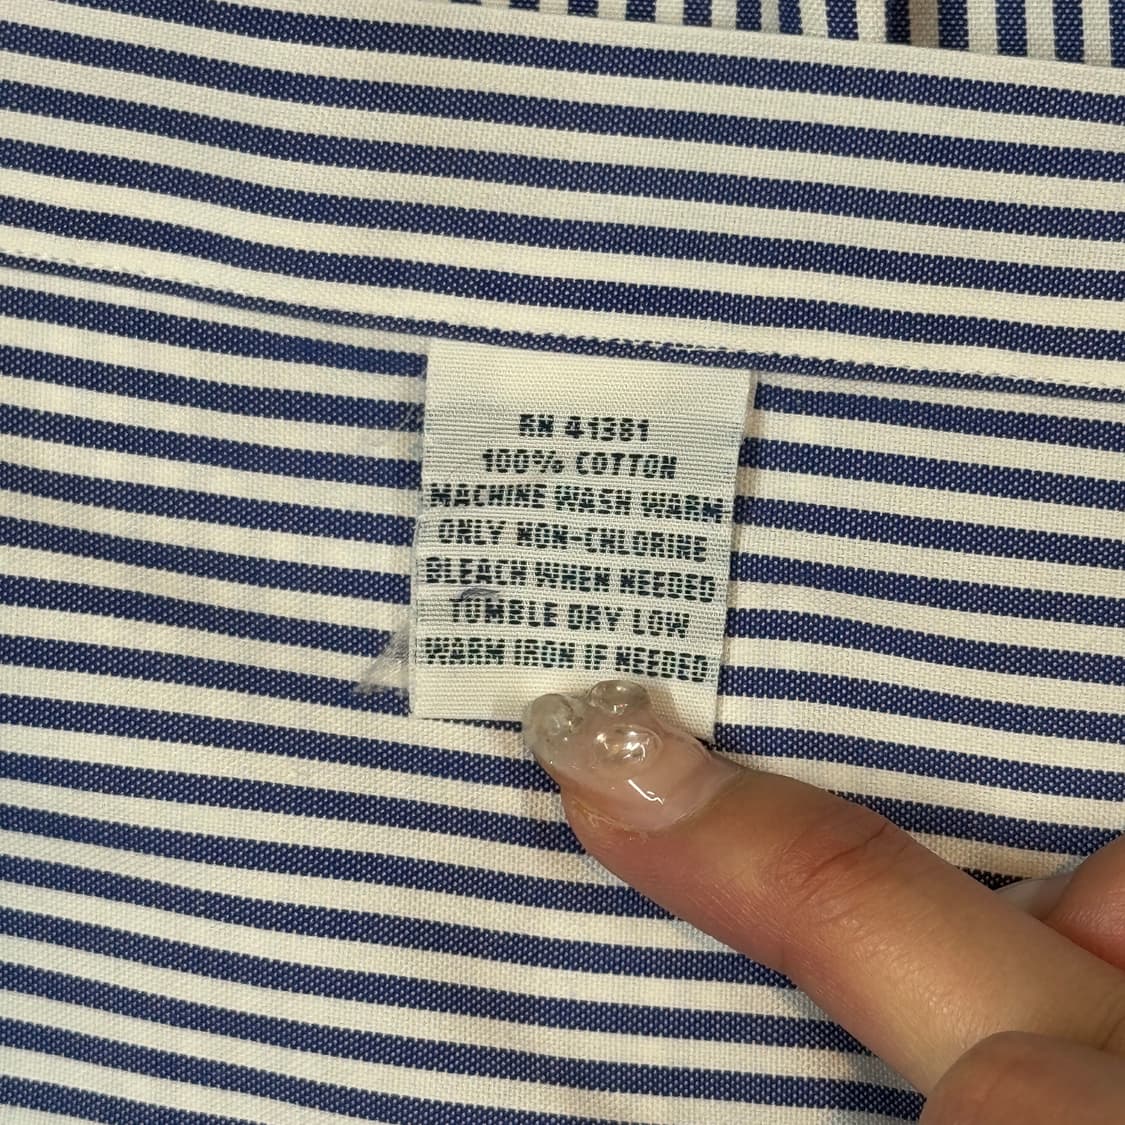 RN 41381
100% COTTON
MACHINE WASH WARM
ONLY NON-CHLORINE
BLEACH WHEN NEEDED
TUMBLE DRY LOW
WARM IRON IF NEEDED